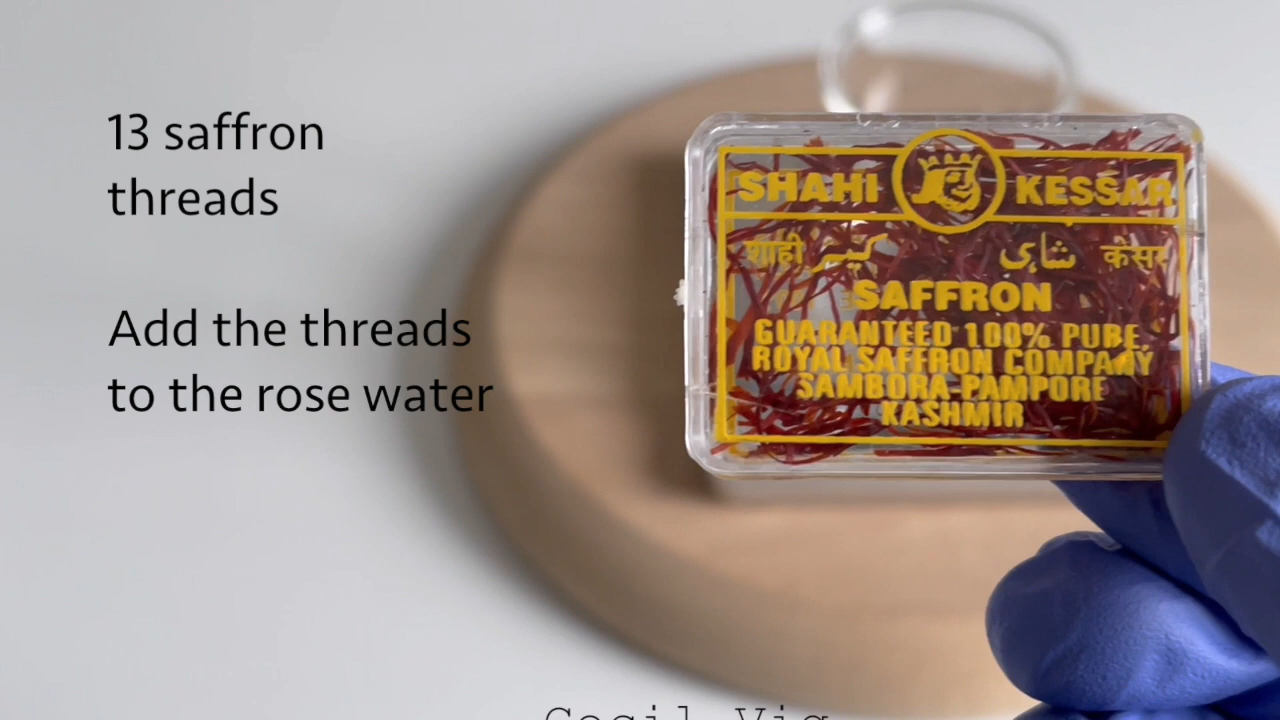 13 saffron
threads
Add the threads
to the rose water
SHAHI KESSAR
शाही کیسر شاہی केसर
SAFFRON
GUARANTEED 100% PURE,
ROYAL SAFFRON COMPANY
SAMBORA-PAMPORE
KASHMIR